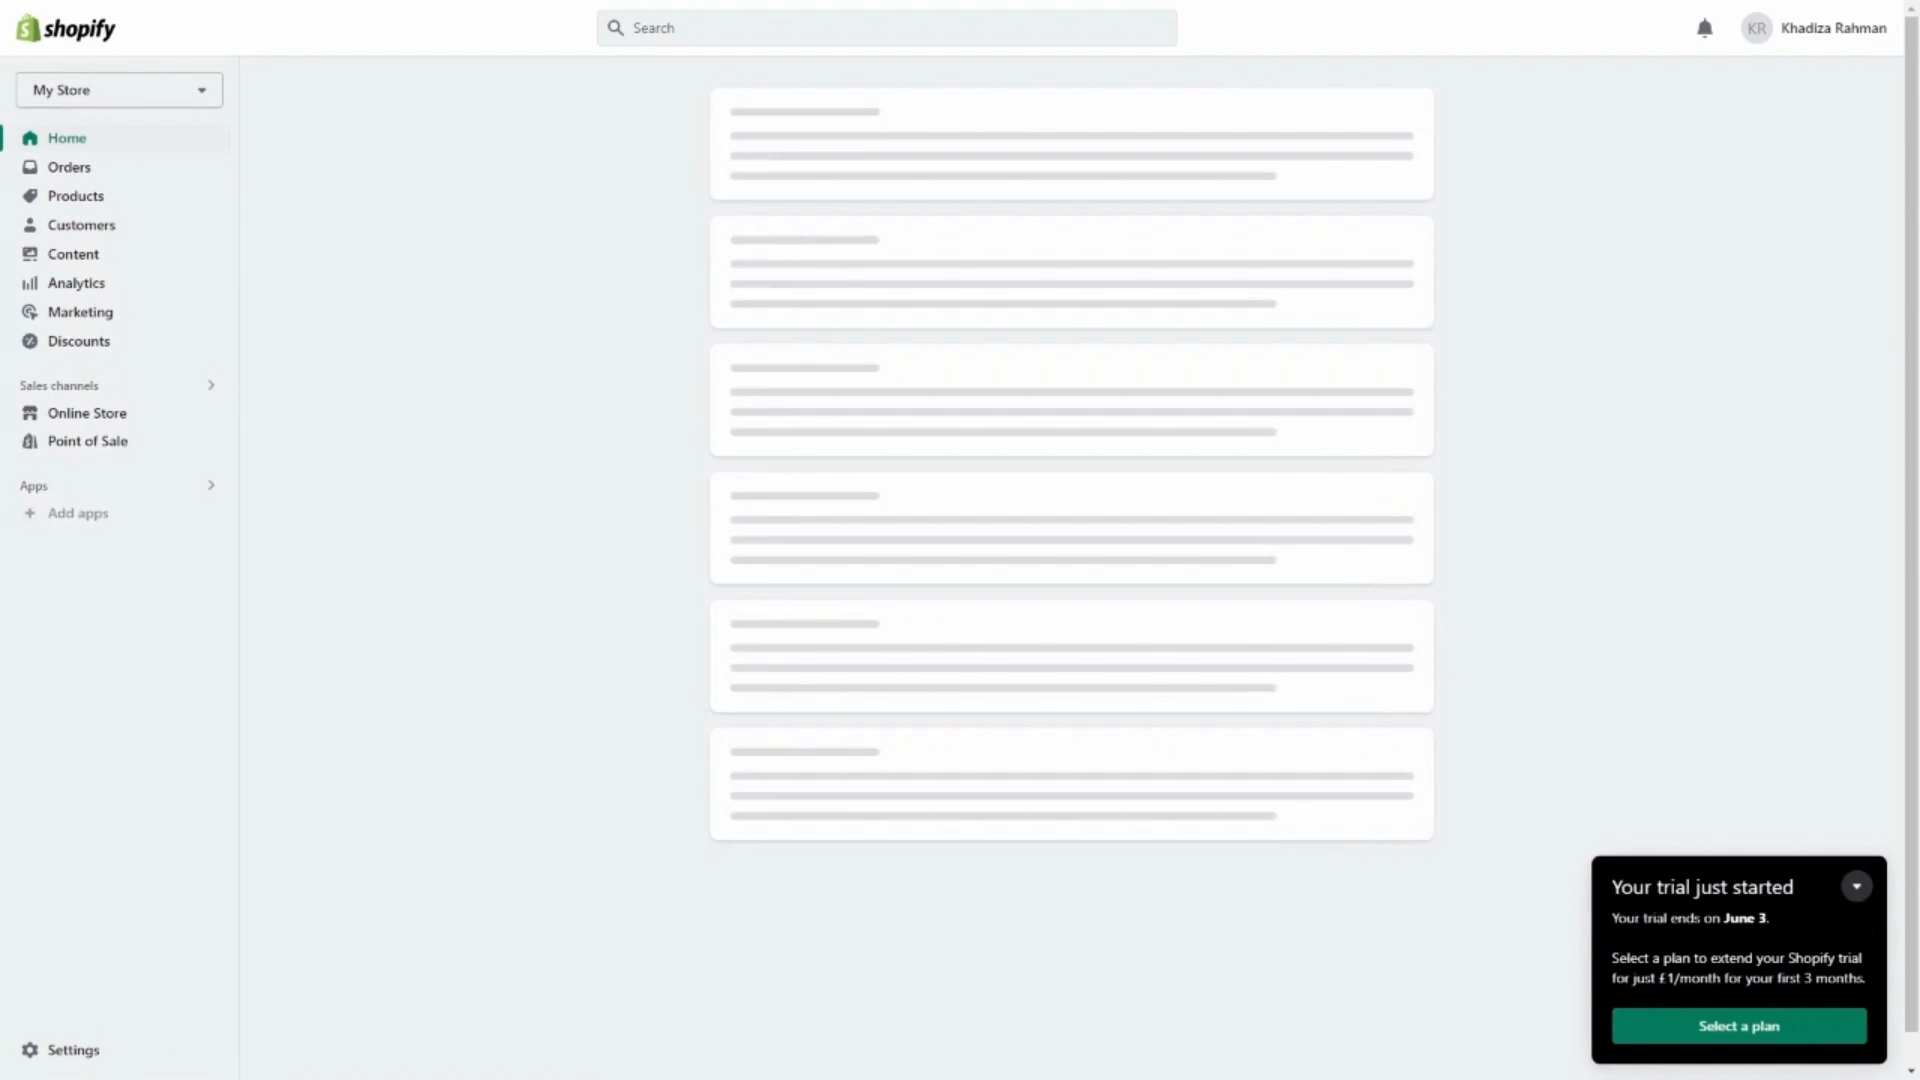 shopify
Search
KR Khadiza Rahman
My Store
Home
Orders
Products
Customers
Content
Analytics
Marketing
Discounts
Sales channels
Online Store
Point of Sale
Apps
+ Add apps
Settings
Your trial just started
Your trial ends on June 3.
Select a plan to extend your Shopify trial
for just £1/month for your first 3 months.
Select a plan